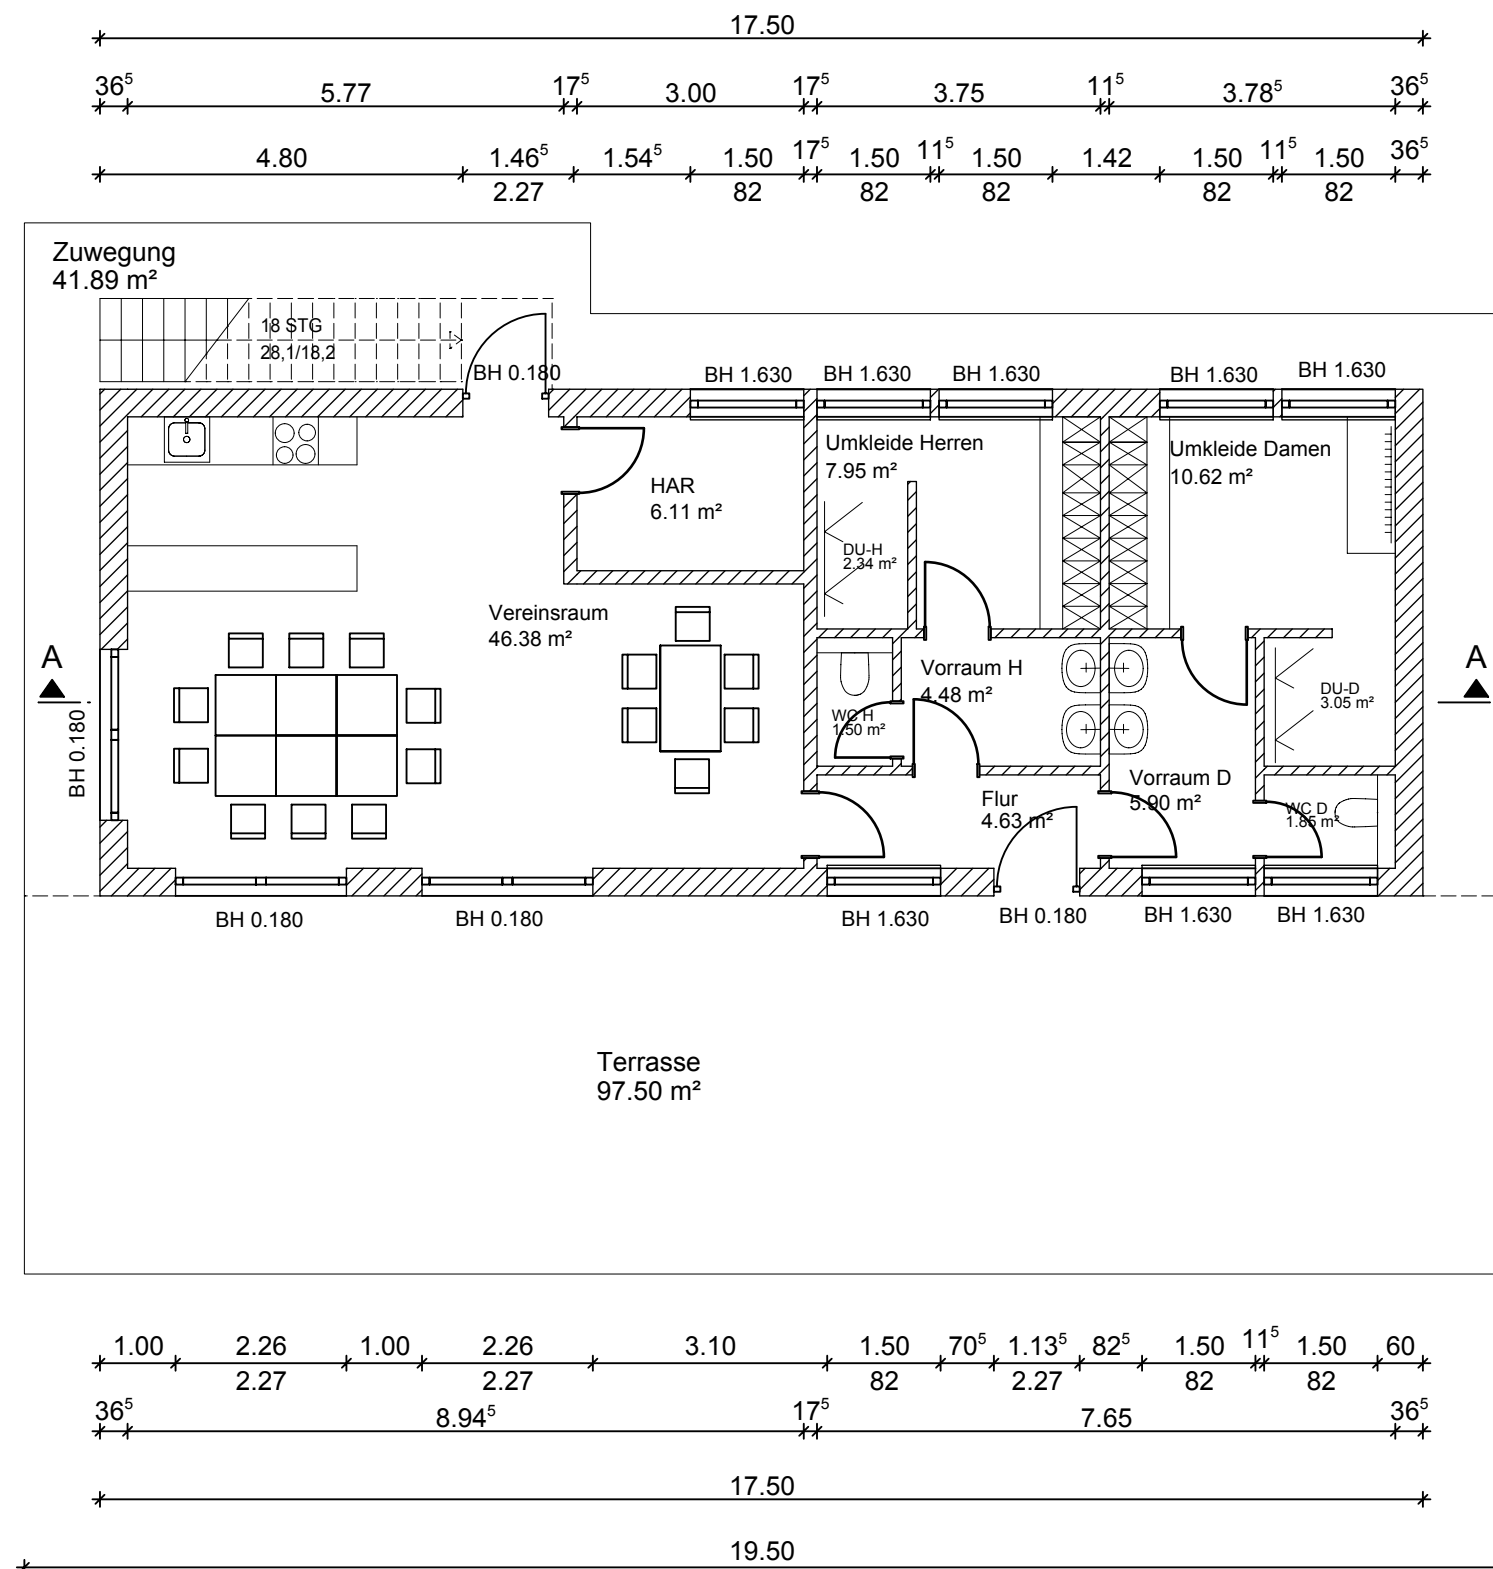 17.50
36⁵ 5.77 17⁵ 3.00 17⁵ 3.75 11⁵ 3.78⁵ 36⁵
4.80 1.46⁵ 1.54⁵ 1.50 17⁵ 1.50 11⁵ 1.50 1.42 1.50 11⁵ 1.50 36⁵
2.27 82 82 82 82 82
Zuwegung
41.89 m²
18 STG
28,1/18,2
BH 0.180
BH 1.630
BH 1.630
BH 1.630
BH 1.630
BH 1.630
Umkleide Herren
7.95 m²
Umkleide Damen
10.62 m²
HAR
6.11 m²
DU-H
2.34 m²
Vereinsraum
46.38 m²
A
A
Vorraum H
4.48 m²
DU-D
3.05 m²
WC H
1.50 m²
BH 0.180
Vorraum D
5.90 m²
Flur
4.63 m²
WC D
1.85 m²
BH 0.180
BH 0.180
BH 1.630
BH 0.180
BH 1.630
BH 1.630
Terrasse
97.50 m²
1.00 2.26 1.00 2.26 3.10 1.50 70⁵ 1.13⁵ 82⁵ 1.50 11⁵ 1.50 60
2.27 2.27 82 2.27 82 82
36⁵ 8.94⁵ 17⁵ 7.65 36⁵
17.50
19.50